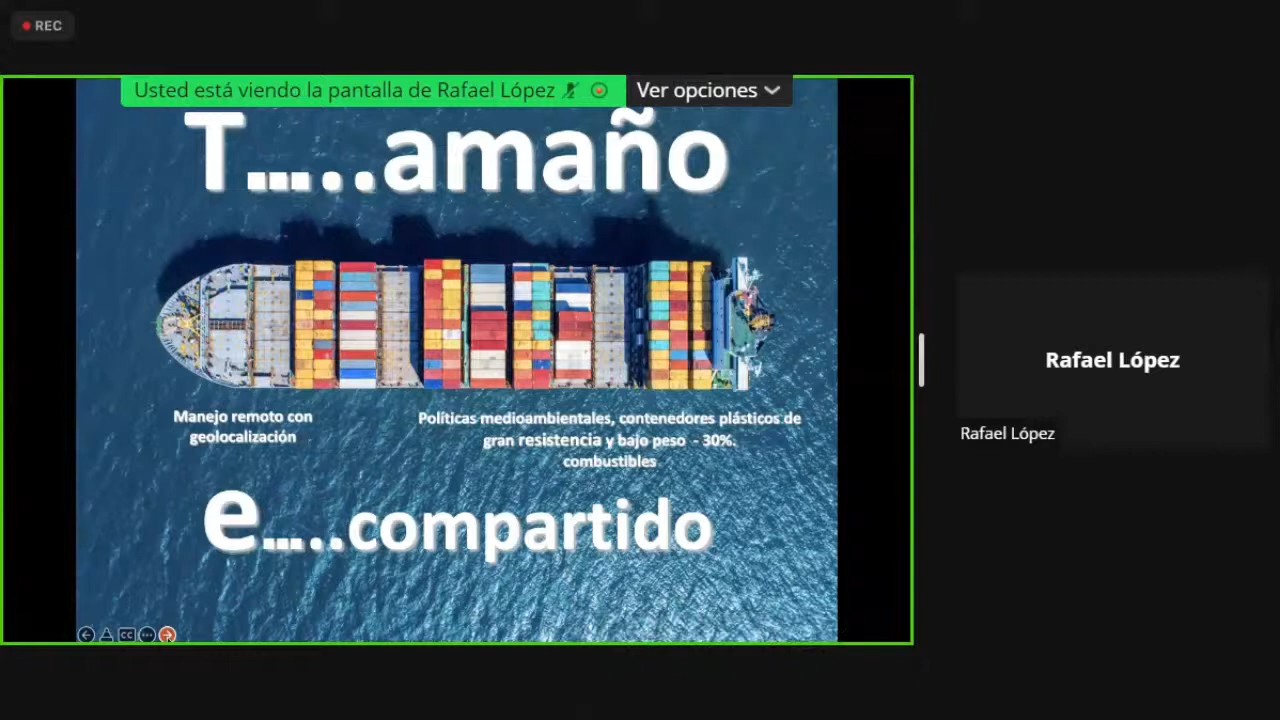 REC
Usted está viendo la pantalla de Rafael López
Ver opciones
T.....amaño
Manejo remoto con
geolocalización
Políticas medioambientales, contenedores plásticos de
gran resistencia y bajo peso - 30%.
combustibles
e.....compartido
CC
Rafael López
Rafael López